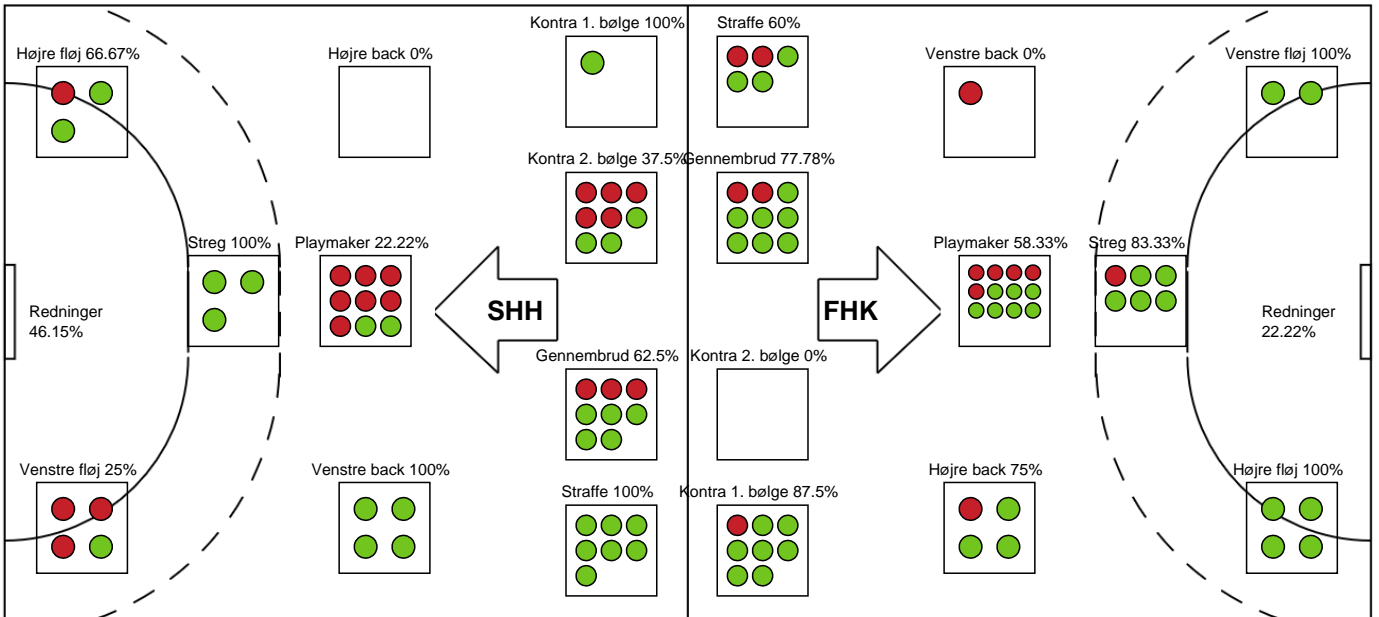 Kontra 1. bølge 100%
Straffe 60%
Højre fløj 66.67%
Højre back 0%
Venstre back 0%
Venstre fløj 100%
Kontra 2. bølge 37.5%
Gennembrud 77.78%
Streg 100%
Playmaker 22.22%
Playmaker 58.33%
Streg 83.33%
Redninger
46.15%
SHH
FHK
Redninger
22.22%
Gennembrud 62.5%
Kontra 2. bølge 0%
Venstre fløj 25%
Venstre back 100%
Højre back 75%
Højre fløj 100%
Straffe 100%
Kontra 1. bølge 87.5%